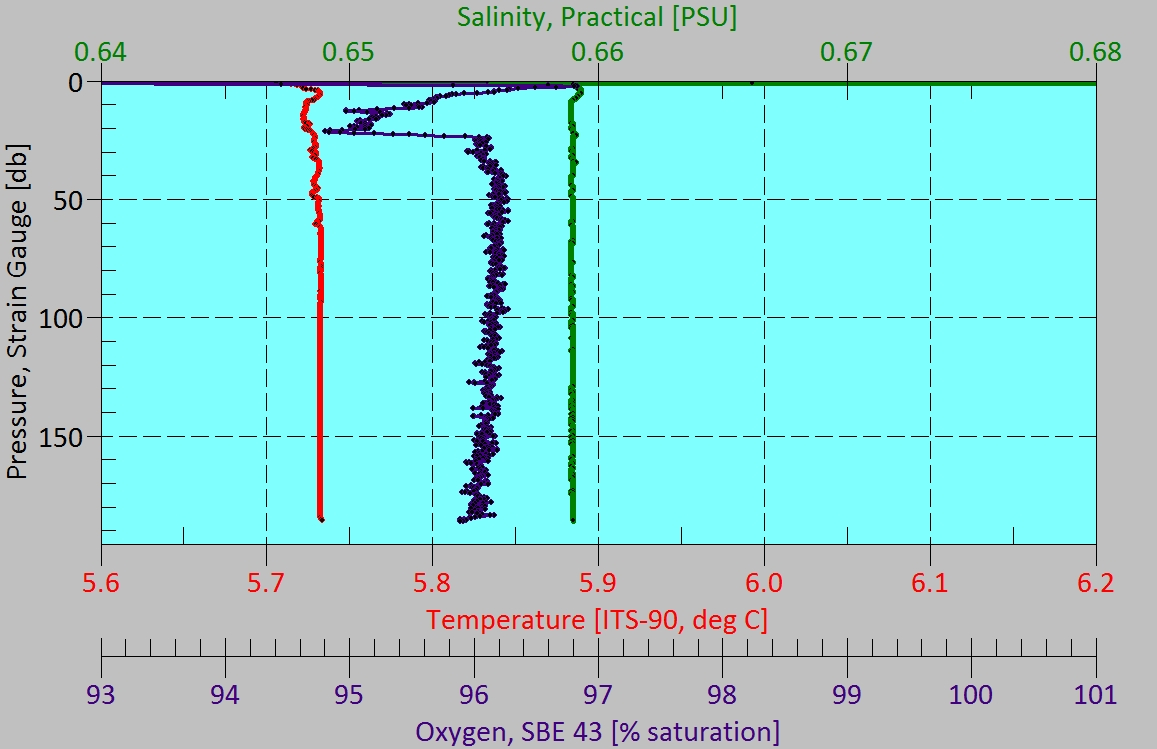 Salinity, Practical [PSU]
0.64 0.65 0.66 0.67 0.68
Pressure, Strain Gauge [db]
0
50
100
150
5.6 5.7 5.8 5.9 6.0 6.1 6.2
Temperature [ITS-90, deg C]
93 94 95 96 97 98 99 100 101
Oxygen, SBE 43 [% saturation]